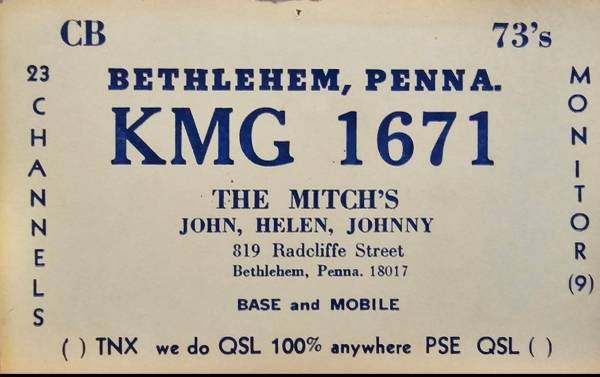 CB 73's
23 CHANNELS
BETHLEHEM, PENNA.
KMG 1671
THE MITCH'S
JOHN, HELEN, JOHNNY
819 Radcliffe Street
Bethlehem, Penna. 18017
BASE and MOBILE
MONITOR (9)
( ) TNX we do QSL 100% anywhere PSE QSL ( )